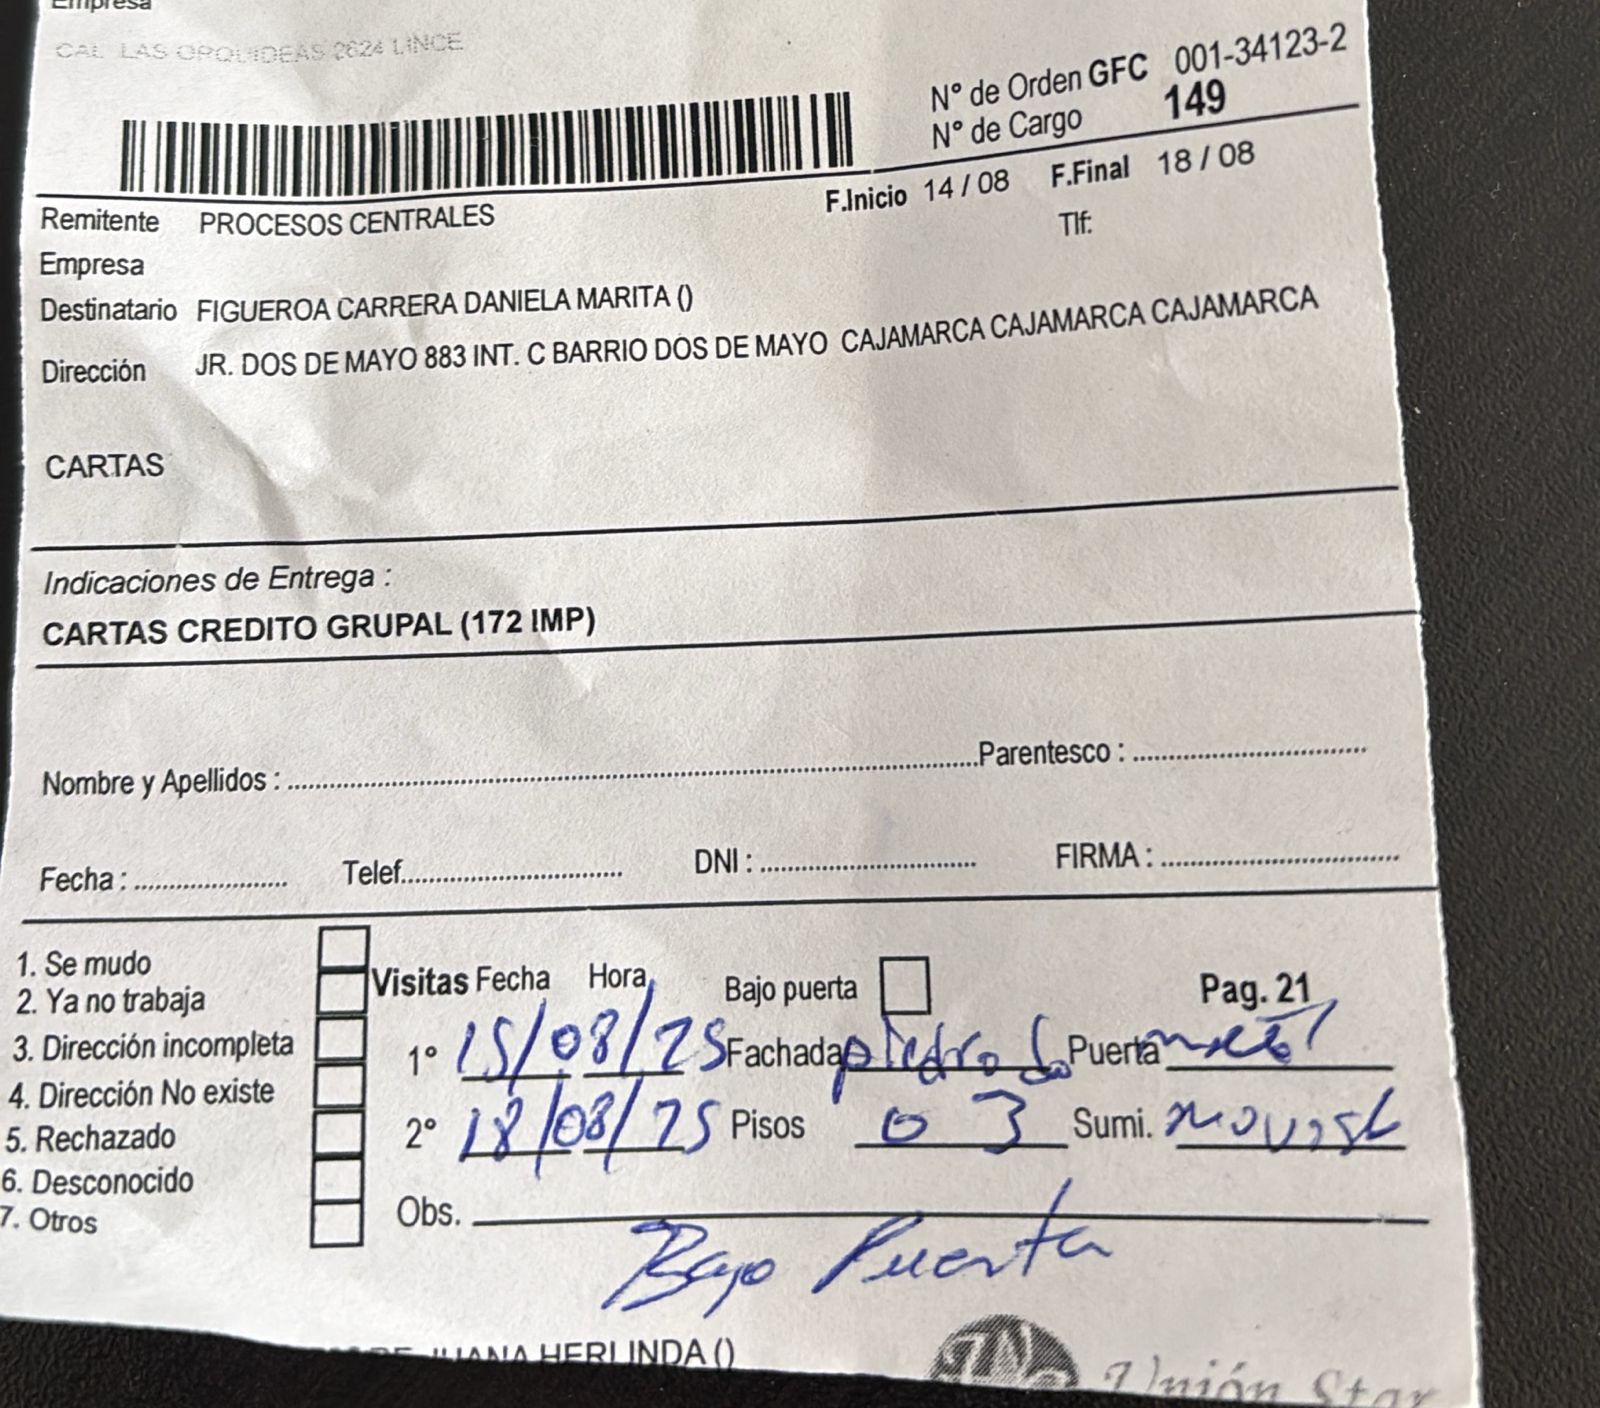 Empresa
CAL LAS ORQUIDEAS 2624 LINCE
N° de Orden GFC 001-34123-2
N° de Cargo 149
F.Inicio 14 / 08 F.Final 18 / 08
Remitente PROCESOS CENTRALES
Tlf:
Empresa
Destinatario FIGUEROA CARRERA DANIELA MARITA ()
Dirección JR. DOS DE MAYO 883 INT. C BARRIO DOS DE MAYO CAJAMARCA CAJAMARCA CAJAMARCA
CARTAS
Indicaciones de Entrega :
CARTAS CREDITO GRUPAL (172 IMP)
Nombre y Apellidos : Parentesco :
Fecha : Telef. DNI : FIRMA :
1. Se mudo
2. Ya no trabaja
3. Dirección incompleta
4. Dirección No existe
5. Rechazado
6. Desconocido
7. Otros
Visitas Fecha Hora Bajo puerta Pag. 21
1° 15/08/25 Fachada Puerta
2° 18/08/25 Pisos 03 Sumi.
Obs.
Bajo Puerta
JUANA HERLINDA ()
Unión Star